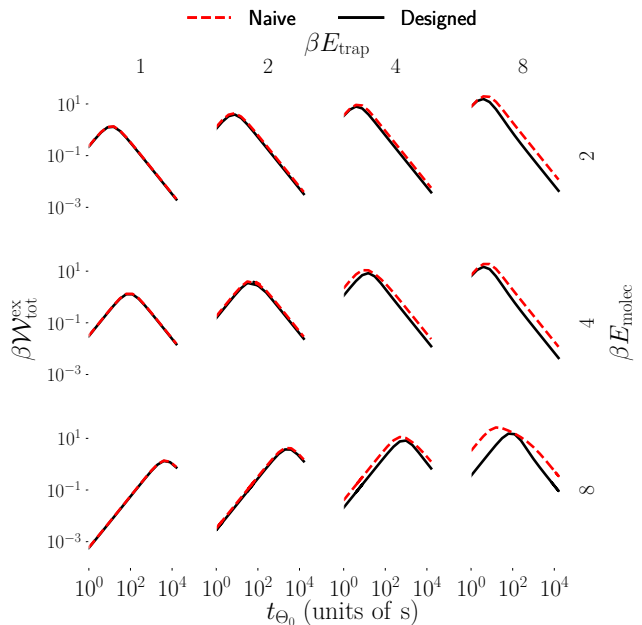 Naive Designed
βE_trap
1 2 4 8
10^1
10^-1
10^-3
2
10^1
10^-1
10^-3
4
10^1
10^-1
10^-3
8
βW^ex_tot
βE_molec
10^0 10^2 10^4 10^0 10^2 10^4 10^0 10^2 10^4 10^0 10^2 10^4
t_Θ_0 (units of s)